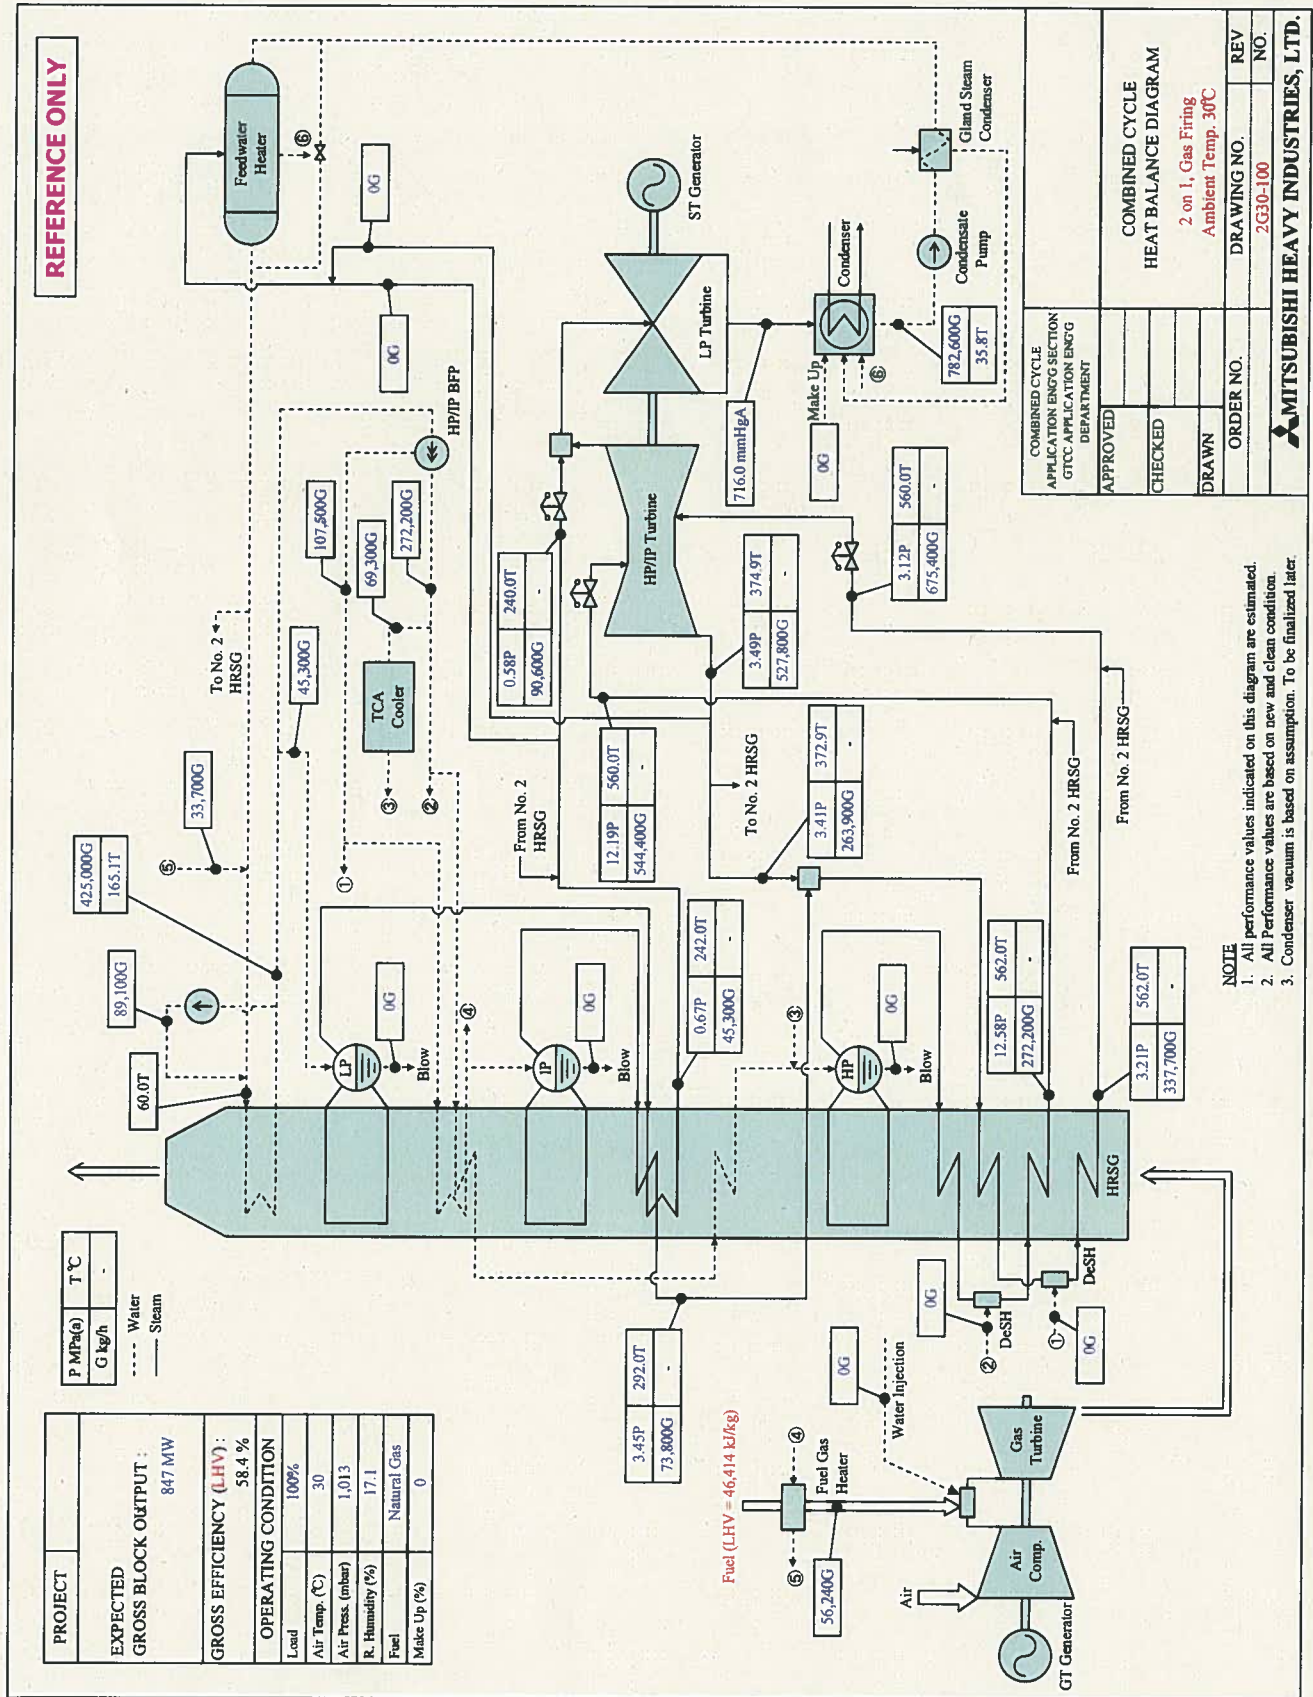 REFERENCE ONLY
PROJECT
-
EXPECTED
GROSS BLOCK OUTPUT :
847 MW
GROSS EFFICIENCY (LHV) :
58.4 %
OPERATING CONDITION
Load 100%
Air Temp. (°C) 30
Air Press. (mbar) 1,013
R. Humidity (%) 17.1
Fuel Natural Gas
Make Up (%) 0
P MPa(a) T °C
G kg/h -
Water
Steam
Fuel (LHV = 46,414 kJ/kg)
④
⑤
Fuel Gas
Heater
56,240G
0G
Water Injection
Air
GT Generator
Air
Comp.
Gas
Turbine
3.45P 292.0T
73,800G -
0G
②
DeSH
①
DeSH
0G
HRSG
60.0T
89,100G
425,000G
165.1T
⑤
33,700G
To No. 2
HRSG
45,300G
LP
0G
Blow
①
④
IP
0G
Blow
0.67P 242.0T
45,300G -
③
HP
0G
Blow
12.58P 562.0T
272,200G -
3.21P 337,700G
562.0T -
TCA
Cooler
③
②
69,300G
107,500G
272,200G
HP/IP BFP
Feedwater
Heater
⑥
0G
0G
From No. 2
HRSG
0.58P 240.0T
90,600G -
12.19P 560.0T
544,400G -
To No. 2 HRSG
3.41P 372.9T
263,900G -
3.49P 374.9T
527,800G -
From No. 2 HRSG
From No. 2 HRSG
3.12P 560.0T
675,400G -
HP/IP Turbine
LP Turbine
ST Generator
716.0 mmHgA
Make Up
0G
⑥
Condenser
782,600G
35.8T
Condensate
Pump
Gland Steam
Condenser
NOTE
1. All performance values indicated on this diagram are estimated.
2. All Performance values are based on new and clean condition.
3. Condenser vacuum is based on assumption. To be finalized later.
COMBINED CYCLE
APPLICATION ENG'G SECTION
GTCC APPLICATION ENG'G
DEPARTMENT
APPROVED
CHECKED
DRAWN
COMBINED CYCLE
HEAT BALANCE DIAGRAM
2 on 1, Gas Firing
Ambient Temp. 30°C
ORDER NO.
DRAWING NO.
2G30-100
REV
NO.
MITSUBISHI HEAVY INDUSTRIES, LTD.